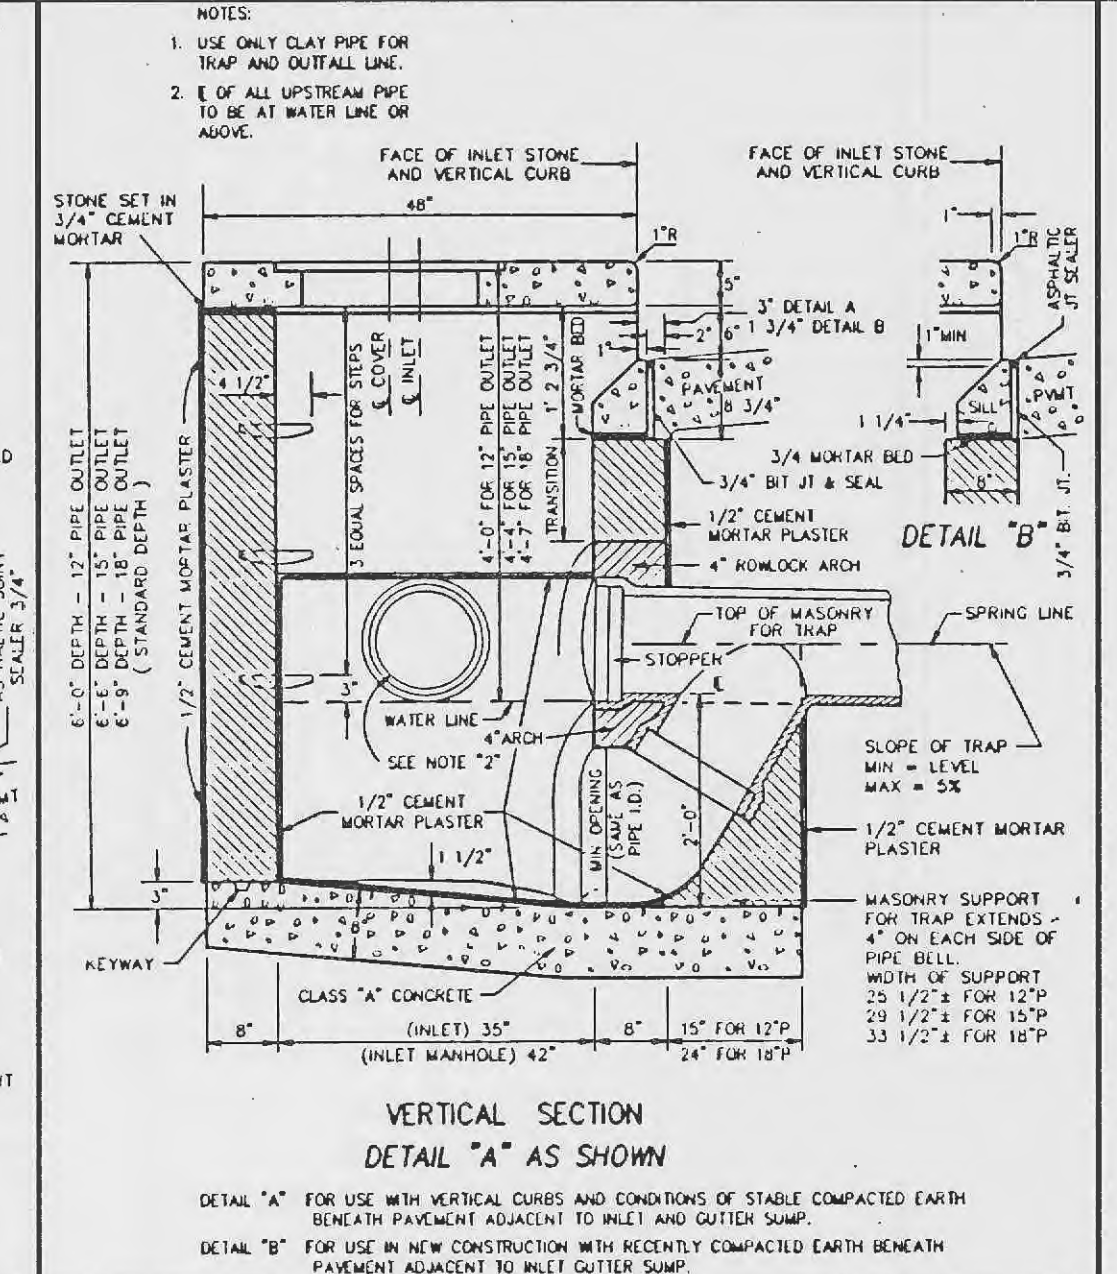 NOTES:
1. USE ONLY CLAY PIPE FOR
TRAP AND OUTFALL LINE.
2. ℄ OF ALL UPSTREAM PIPE
TO BE AT WATER LINE OR
ABOVE.
FACE OF INLET STONE
AND VERTICAL CURB
FACE OF INLET STONE
AND VERTICAL CURB
STONE SET IN
3/4" CEMENT
MORTAR
48"
1"R
5"
3" DETAIL A
1 3/4" DETAIL B
2"
6"
1"
1"
1"R
ASPHALTIC
JT SEALER
1" MIN
PAVEMENT
8 3/4"
SILL
PVMT
1 1/4"
3/4 MORTAR BED
8"
3/4" BIT. JT.
DETAIL "B"
4 1/2"
3 EQUAL SPACES FOR STEPS
℄ COVER
℄ INLET
4'-0" FOR 12" PIPE OUTLET
4'-4" FOR 15" PIPE OUTLET
4'-7" FOR 18" PIPE OUTLET
1' 2 3/4"
TRANSITION
MORTAR BED
3/4" BIT JT & SEAL
1/2" CEMENT
MORTAR PLASTER
4" ROWLOCK ARCH
6'-0" DEPTH - 12" PIPE OUTLET
6'-6" DEPTH - 15" PIPE OUTLET
6'-9" DEPTH - 18" PIPE OUTLET
( STANDARD DEPTH )
1/2" CEMENT MORTAR PLASTER
SEALER 3/4"
TOP OF MASONRY
FOR TRAP
SPRING LINE
STOPPER
℄
3"
WATER LINE
4" ARCH
SEE NOTE "2"
SLOPE OF TRAP
MIN = LEVEL
MAX = 5%
1/2" CEMENT
MORTAR PLASTER
MIN OPENING
(SAME AS
PIPE I.D.)
2'-0"
1/2" CEMENT MORTAR
PLASTER
1 1/2"
3"
8"
KEYWAY
CLASS "A" CONCRETE
MASONRY SUPPORT
FOR TRAP EXTENDS
4" ON EACH SIDE OF
PIPE BELL.
WIDTH OF SUPPORT
25 1/2"± FOR 12"P
29 1/2"± FOR 15"P
33 1/2"± FOR 18"P
8"
(INLET) 35"
(INLET MANHOLE) 42"
8"
15" FOR 12"P
24" FOR 18"P
VERTICAL SECTION
DETAIL "A" AS SHOWN
DETAIL "A" FOR USE WITH VERTICAL CURBS AND CONDITIONS OF STABLE COMPACTED EARTH
BENEATH PAVEMENT ADJACENT TO INLET AND GUTTER SUMP.
DETAIL "B" FOR USE IN NEW CONSTRUCTION WITH RECENTLY COMPACTED EARTH BENEATH
PAVEMENT ADJACENT TO INLET GUTTER SUMP.